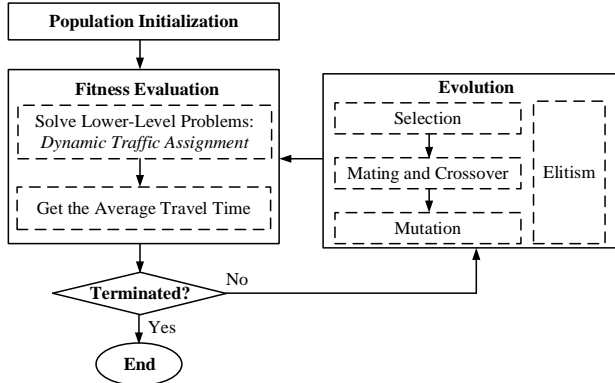 Population Initialization
Fitness Evaluation
Solve Lower-Level Problems:
Dynamic Traffic Assignment
Get the Average Travel Time
Evolution
Selection
Mating and Crossover
Mutation
Elitism
Terminated?
No
Yes
End